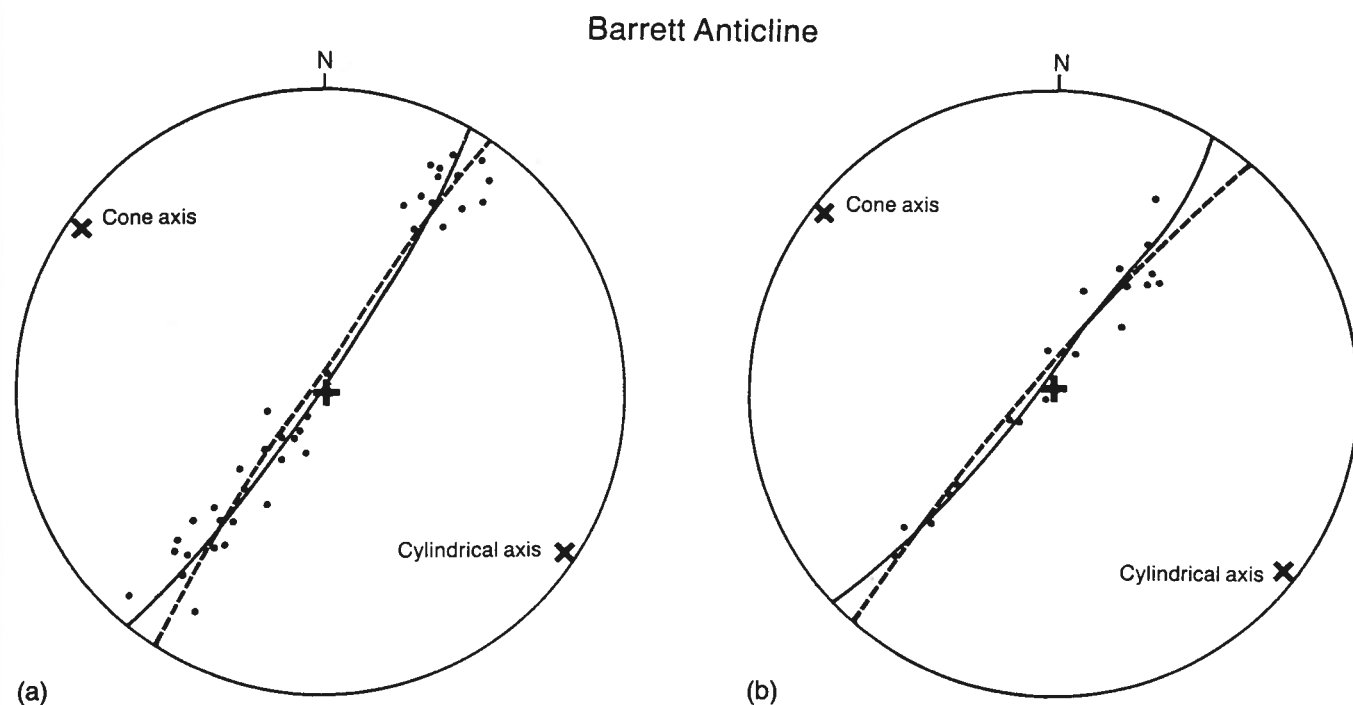 Barrett Anticline
N
Cone axis
Cylindrical axis
(a)
N
Cone axis
Cylindrical axis
(b)